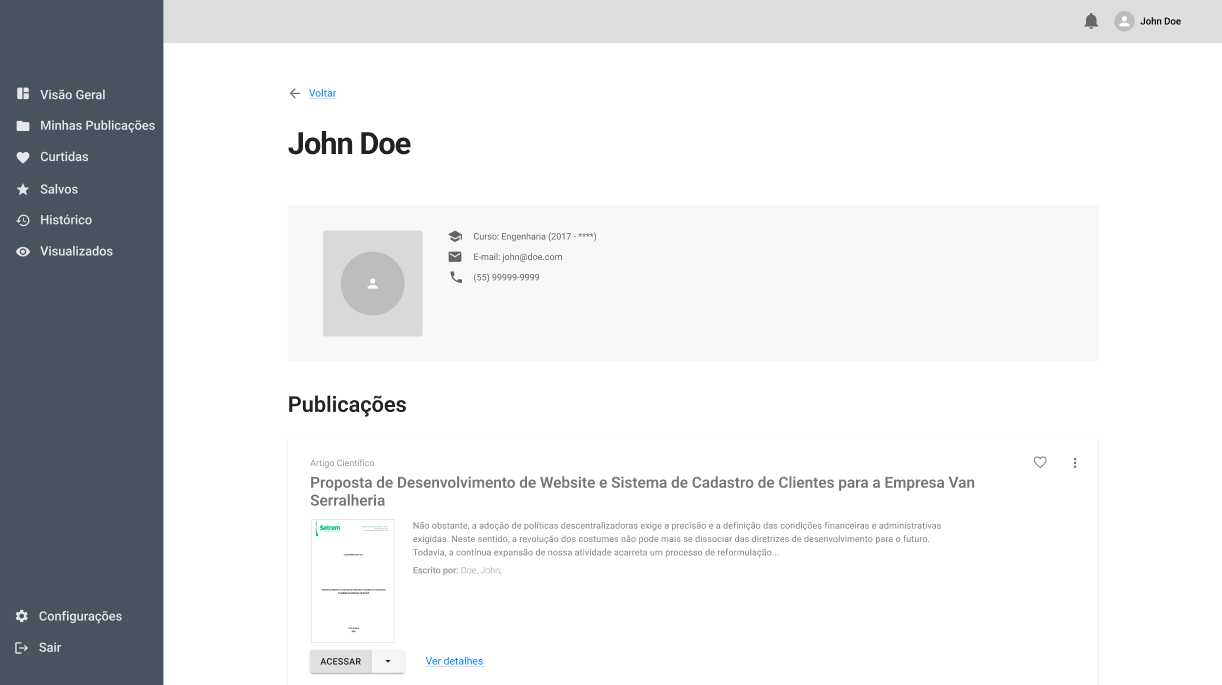 John Doe
Visão Geral
Minhas Publicações
Curtidas
Salvos
Histórico
Visualizados
Configurações
Sair
Voltar
John Doe
Curso: Engenharia (2017 - ****)
E-mail: john@doe.com
(55) 99999-9999
Publicações
Artigo Científico
Proposta de Desenvolvimento de Website e Sistema de Cadastro de Clientes para a Empresa Van
Serralheria
Setrem
Não obstante, a adoção de políticas descentralizadoras exige a precisão e a definição das condições financeiras e administrativas
exigidas. Neste sentido, a revolução dos costumes não pode mais se dissociar das diretrizes de desenvolvimento para o futuro.
Todavia, a contínua expansão de nossa atividade acarreta um processo de reformulação...
Escrito por: Doe, John;
ACESSAR
Ver detalhes